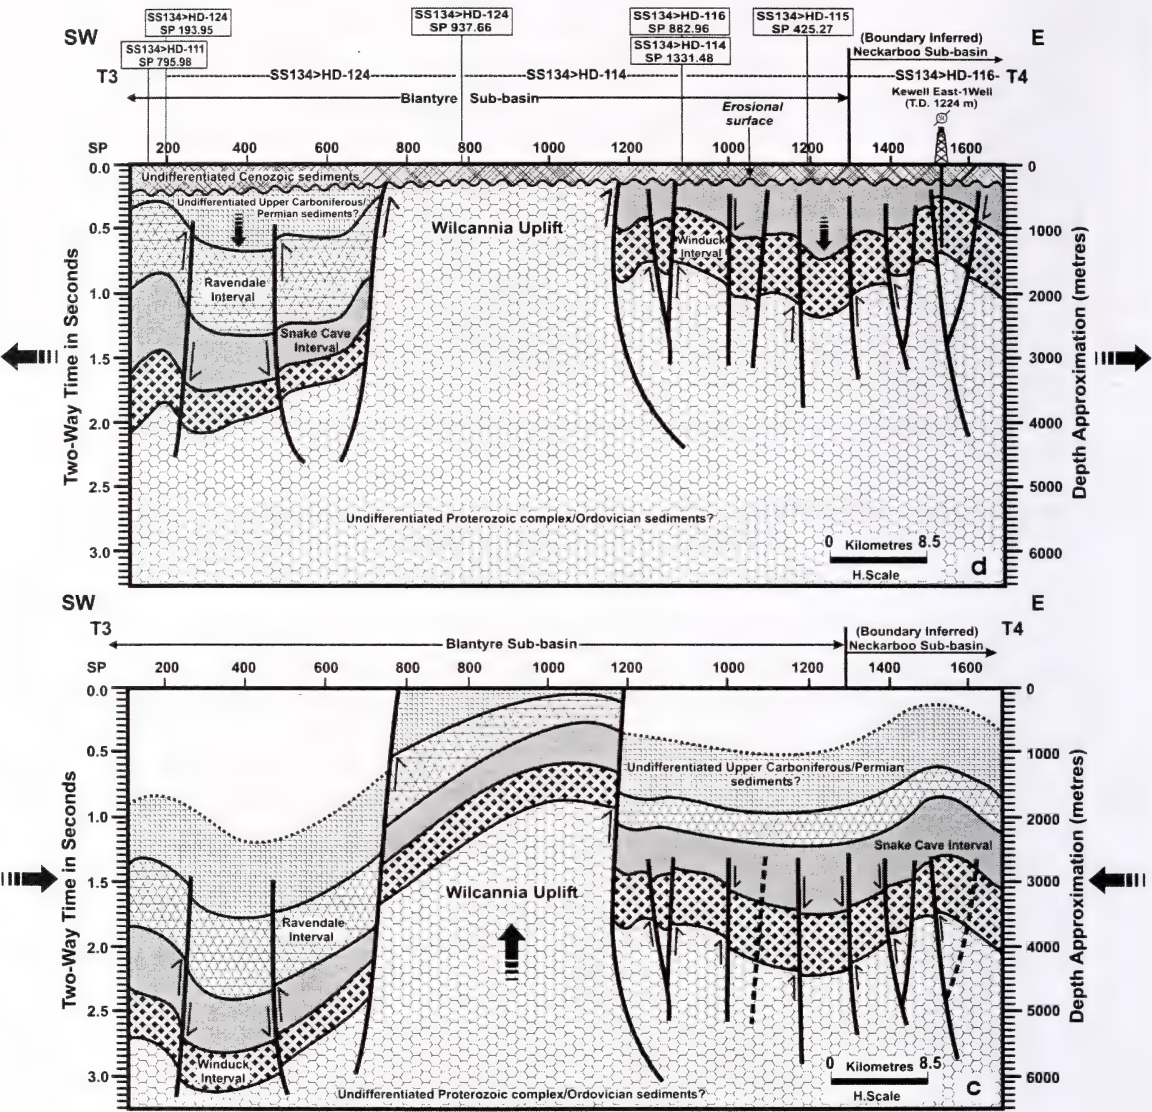 SS134>HD-124
SP 193.95
SS134>HD-111
SP 795.98
SS134>HD-124
SP 937.66
SS134>HD-116
SP 882.96
SS134>HD-114
SP 1331.48
SS134>HD-115
SP 425.27
SW
E
(Boundary Inferred)
Neckarboo Sub-basin
T3
SS134>HD-124
SS134>HD-114
SS134>HD-116
T4
Blantyre Sub-basin
Erosional
surface
Kewell East-1Well
(T.D. 1224 m)
SP
200
400
600
800
800
1000
1200
1000
1200
1400
1600
0.0
0.5
1.0
1.5
2.0
2.5
3.0
Two-Way Time in Seconds
0
1000
2000
3000
4000
5000
6000
Depth Approximation (metres)
Undifferentiated Cenozoic sediments
Undifferentiated Upper Carboniferous/
Permian sediments?
Wilcannia Uplift
Winduck
Interval
Ravendale
Interval
Snake Cave
Interval
Undifferentiated Proterozoic complex/Ordovician sediments?
0 Kilometres 8.5
H.Scale
d
SW
E
T3
T4
Blantyre Sub-basin
(Boundary Inferred)
Neckarboo Sub-basin
SP
200
400
600
800
800
1000
1200
1000
1200
1400
1600
0.0
0.5
1.0
1.5
2.0
2.5
3.0
Two-Way Time in Seconds
0
1000
2000
3000
4000
5000
6000
Depth Approximation (metres)
Undifferentiated Upper Carboniferous/Permian
sediments?
Snake Cave Interval
Wilcannia Uplift
Ravendale
Interval
Winduck
Interval
Undifferentiated Proterozoic complex/Ordovician sediments?
0 Kilometres 8.5
H.Scale
c